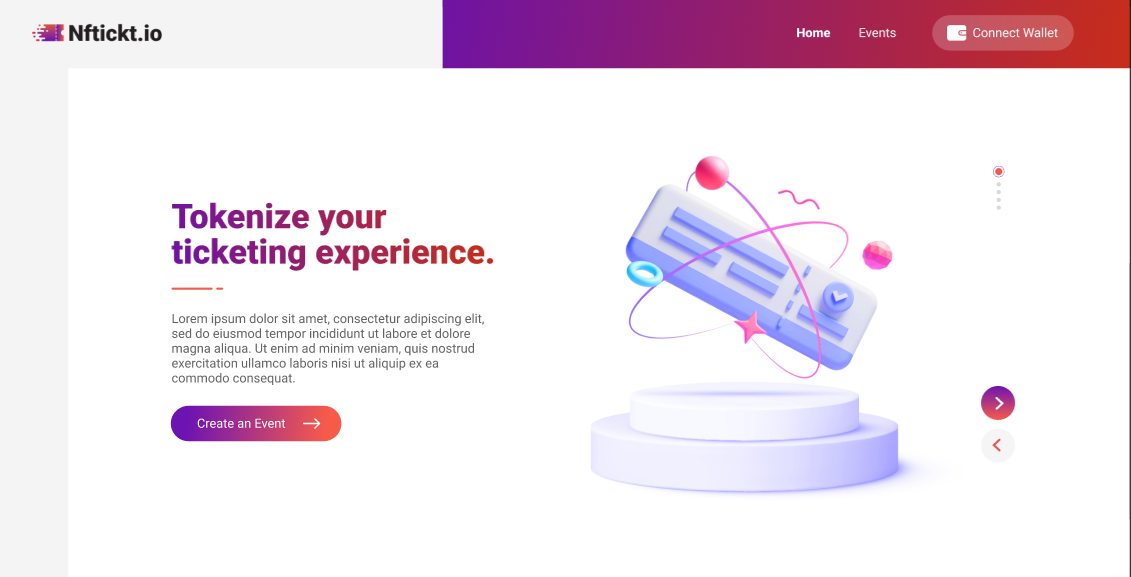 Nftickt.io
Home
Events
Connect Wallet
Tokenize your
ticketing experience.
Lorem ipsum dolor sit amet, consectetur adipiscing elit,
sed do eiusmod tempor incididunt ut labore et dolore
magna aliqua. Ut enim ad minim veniam, quis nostrud
exercitation ullamco laboris nisi ut aliquip ex ea
commodo consequat.
Create an Event